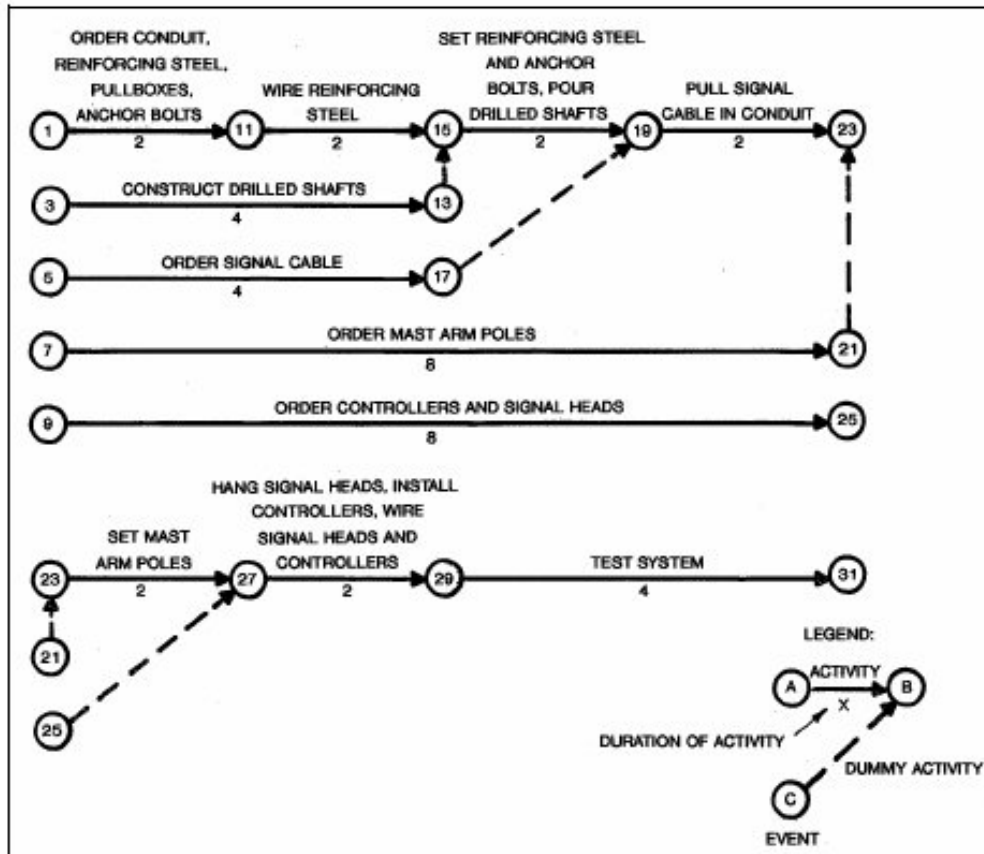 ORDER CONDUIT,
REINFORCING STEEL,
PULLBOXES,
ANCHOR BOLTS
WIRE REINFORCING
STEEL
SET REINFORCING STEEL
AND ANCHOR
BOLTS, POUR
DRILLED SHAFTS
PULL SIGNAL
CABLE IN CONDUIT
1
2
11
2
15
2
19
2
23
CONSTRUCT DRILLED SHAFTS
3
4
13
ORDER SIGNAL CABLE
5
4
17
ORDER MAST ARM POLES
7
8
21
ORDER CONTROLLERS AND SIGNAL HEADS
9
8
25
HANG SIGNAL HEADS, INSTALL
CONTROLLERS, WIRE
SIGNAL HEADS AND
CONTROLLERS
SET MAST
ARM POLES
TEST SYSTEM
23
2
27
2
29
4
31
21
25
LEGEND:
ACTIVITY
A
B
X
DURATION OF ACTIVITY
DUMMY ACTIVITY
C
EVENT